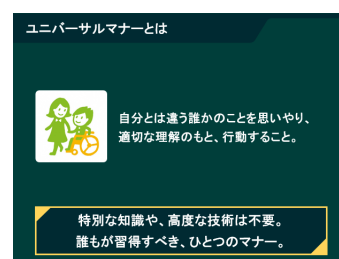 ユニバーサルマナーとは
自分とは違う誰かのことを思いやり、
適切な理解のもと、行動すること。
特別な知識や、高度な技術は不要。
誰もが習得すべき、ひとつのマナー。